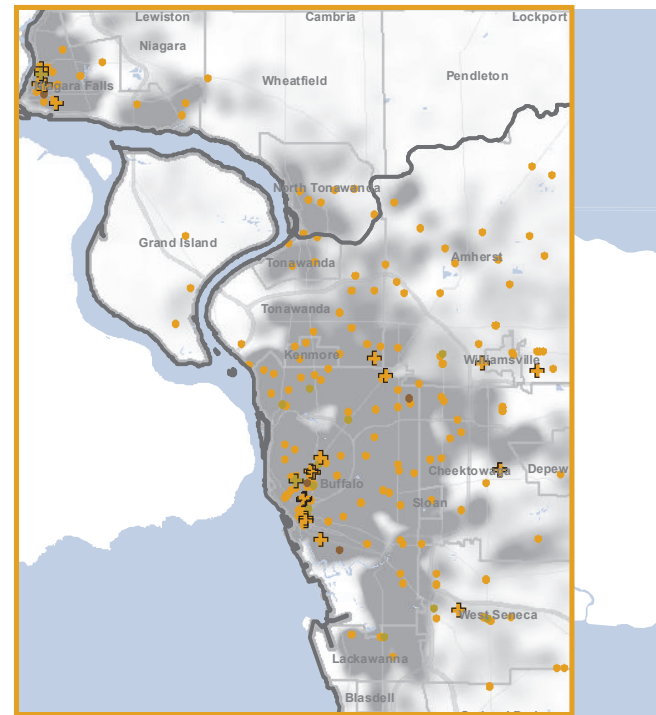 Lewiston
Cambria
Lockport
Niagara
Wheatfield
Pendleton
Niagara Falls
North Tonawanda
Grand Island
Amherst
Tonawanda
Tonawanda
Kenmore
Williamsville
Cheektowaga
Depew
Buffalo
Sloan
West Seneca
Lackawanna
Blasdell